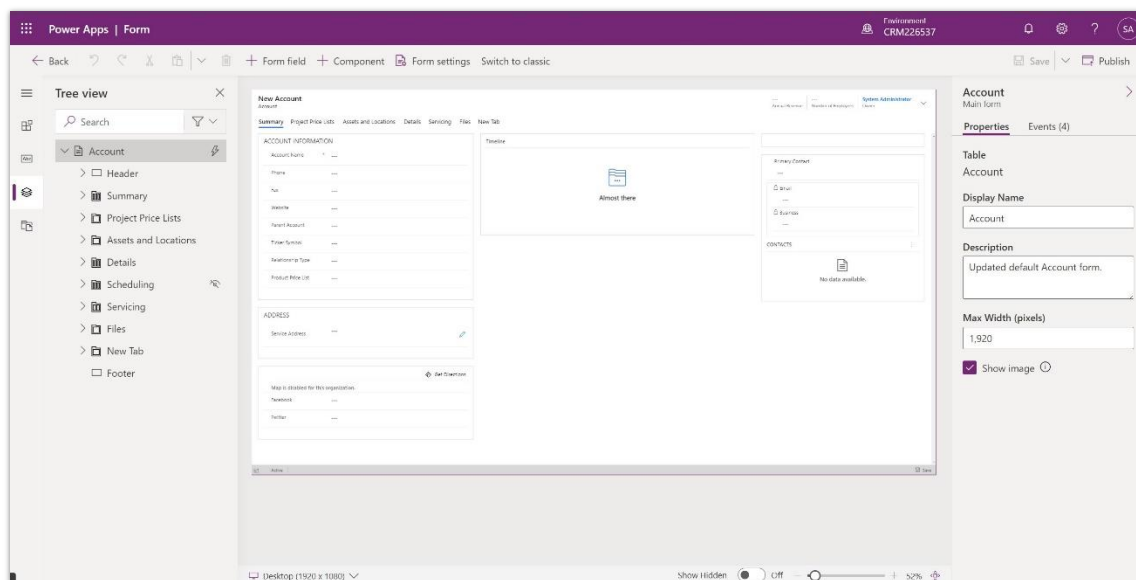 Power Apps | Form
Environment
CRM226537
SA
Back
Form field
Component
Form settings
Switch to classic
Save
Publish
Tree view
Search
Account
Header
Summary
Project Price Lists
Assets and Locations
Details
Scheduling
Servicing
Files
New Tab
Footer
New Account
Account
Annual Revenue
Number of Employees
System Administrator
Owner
Summary Project Price Lists Assets and Locations Details Servicing Files New Tab
ACCOUNT INFORMATION
Account Name * ---
Phone ---
Fax ---
Website ---
Parent Account ---
Ticker Symbol ---
Relationship Type ---
Product Price List ---
ADDRESS
Service Address ---
Get Directions
Map is disabled for this organization.
Facebook ---
Twitter ---
Timeline
Almost there
Primary Contact
---
Email
---
Business
---
CONTACTS
No data available.
Active
Save
Account
Main form
Properties Events (4)
Table
Account
Display Name
Account
Description
Updated default Account form.
Max Width (pixels)
1,920
Show image
Desktop (1920 x 1080)
Show Hidden Off
52%